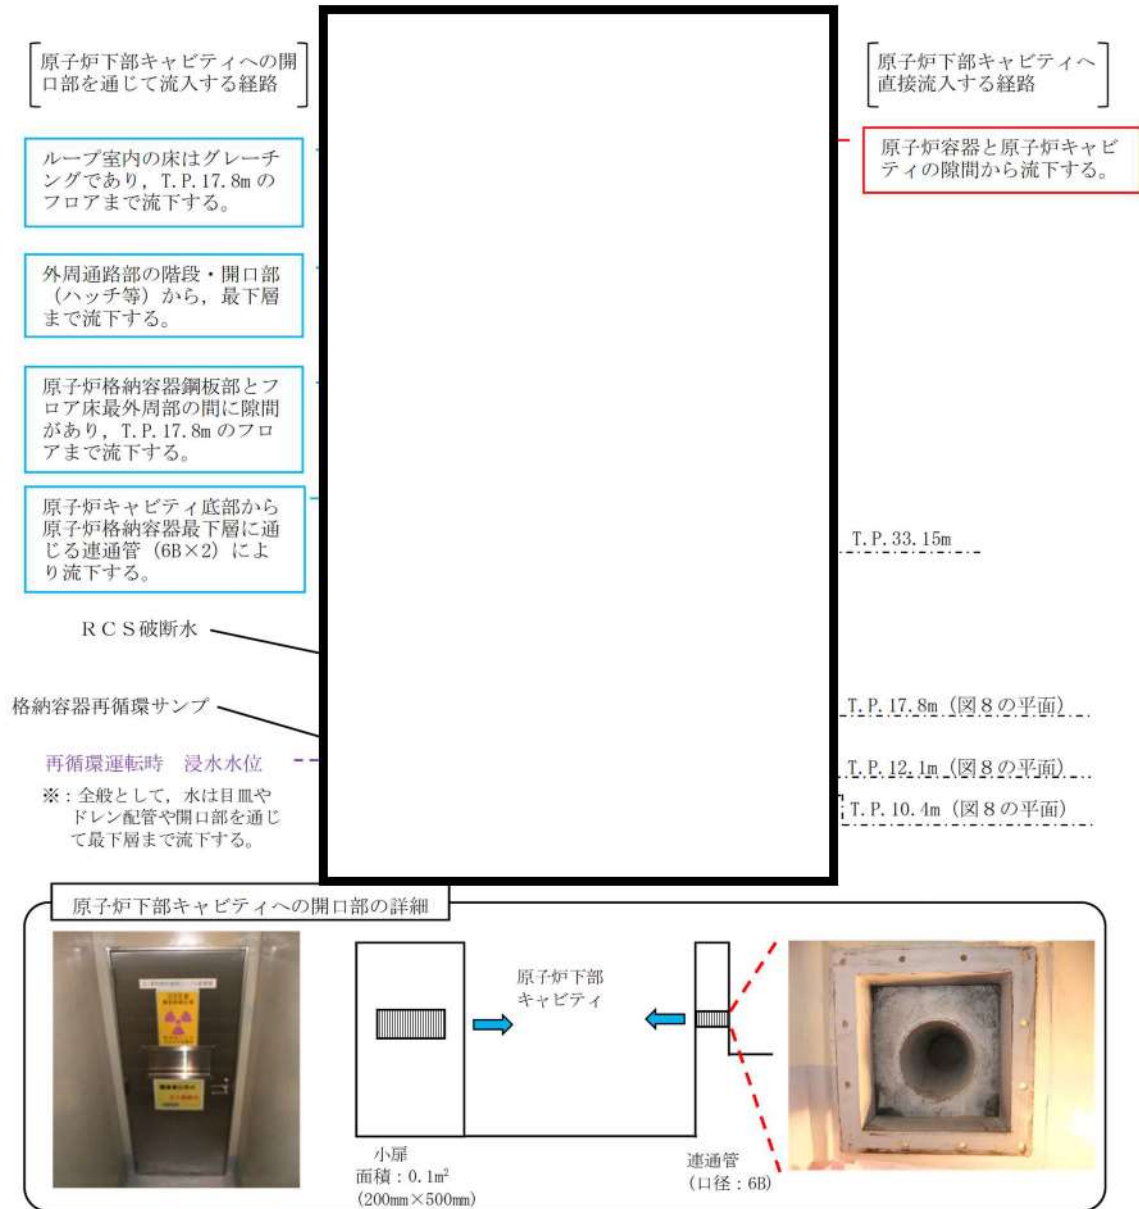 原子炉下部キャビティへの開
口部を通じて流入する経路
ループ室内の床はグレーチ
ングであり，T.P.17.8m の
フロアまで流下する。
外周通路部の階段・開口部
（ハッチ等）から，最下層
まで流下する。
原子炉格納容器鋼板部とフ
ロア床最外周部の間に隙間
があり，T.P.17.8m のフロ
アまで流下する。
原子炉キャビティ底部から
原子炉格納容器最下層に通
じる連通管（6B×2）によ
り流下する。
ＲＣＳ破断水
格納容器再循環サンプ
再循環運転時　浸水水位
※：全般として，水は目皿や
ドレン配管や開口部を通じ
て最下層まで流下する。
原子炉下部キャビティへ
直接流入する経路
原子炉容器と原子炉キャビ
ティの隙間から流下する。
T.P.33.15m
T.P.17.8m（図８の平面）
T.P.12.1m（図８の平面）
T.P.10.4m（図８の平面）
原子炉下部キャビティへの開口部の詳細
原子炉下部
キャビティ
小扉
面積：0.1m²
(200mm×500mm)
連通管
(口径：6B)